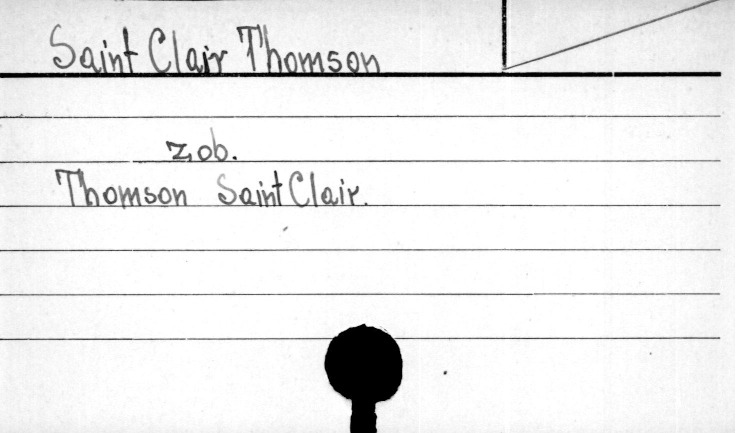 Saint Clair Thomson
zob.
Thomson Saint Clair.